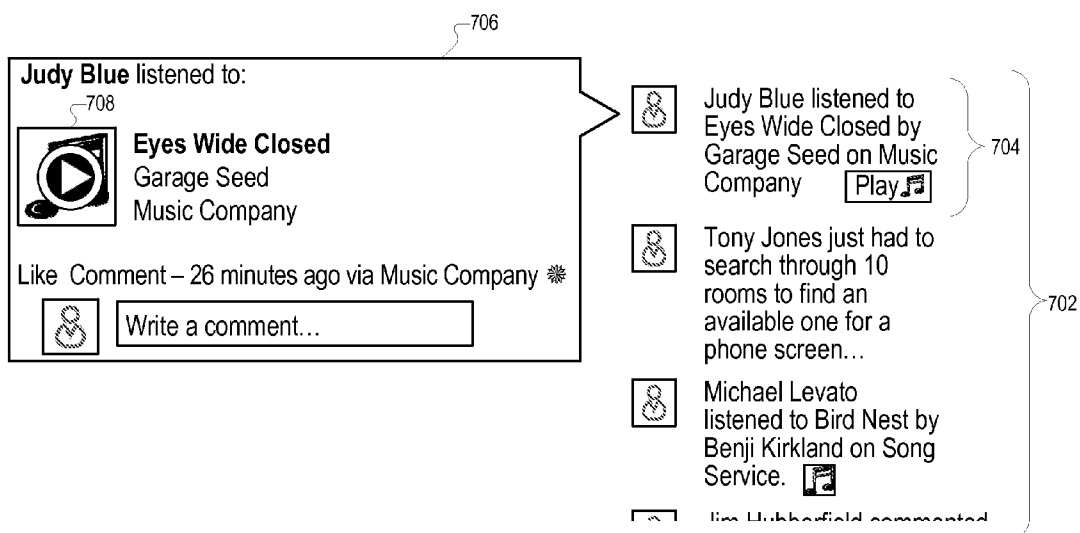 706
Judy Blue listened to:
708
Eyes Wide Closed
Garage Seed
Music Company
Like Comment – 26 minutes ago via Music Company
Write a comment...
Judy Blue listened to
Eyes Wide Closed by
Garage Seed on Music
Company Play
704
Tony Jones just had to
search through 10
rooms to find an
available one for a
phone screen...
702
Michael Levato
listened to Bird Nest by
Benji Kirkland on Song
Service.
Jim Hubberfield commented